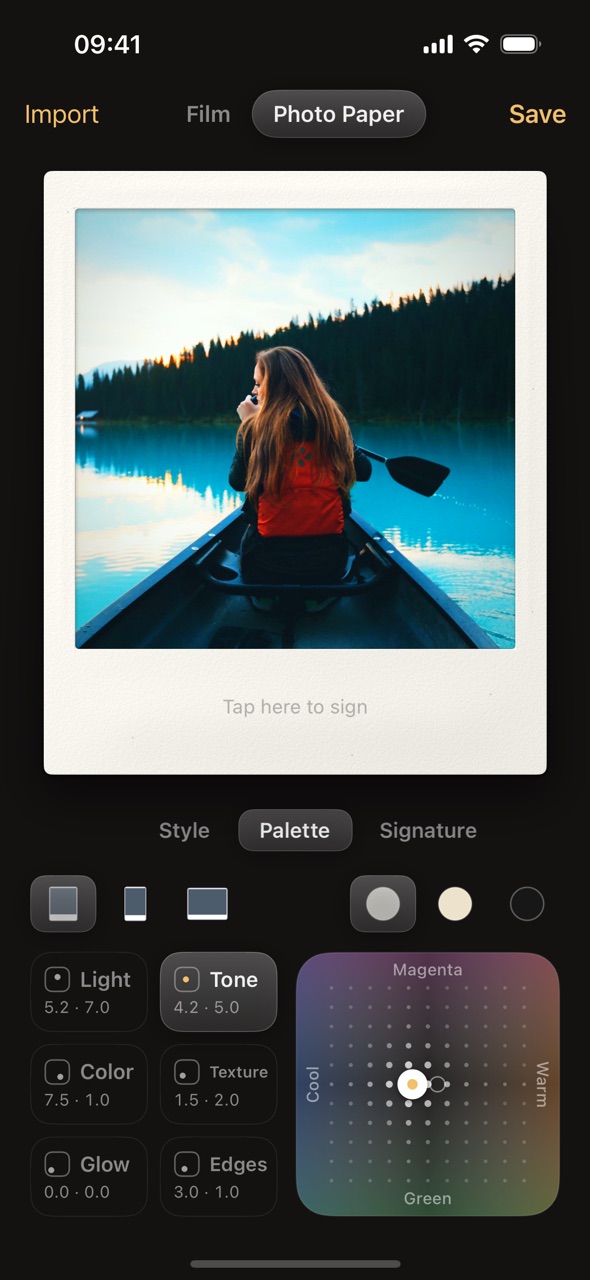 09:41
Import Film Photo Paper Save
Tap here to sign
Style Palette Signature
Light
5.2 · 7.0
Tone
4.2 · 5.0
Color
7.5 · 1.0
Texture
1.5 · 2.0
Glow
0.0 · 0.0
Edges
3.0 · 1.0
Magenta
Cool
Warm
Green